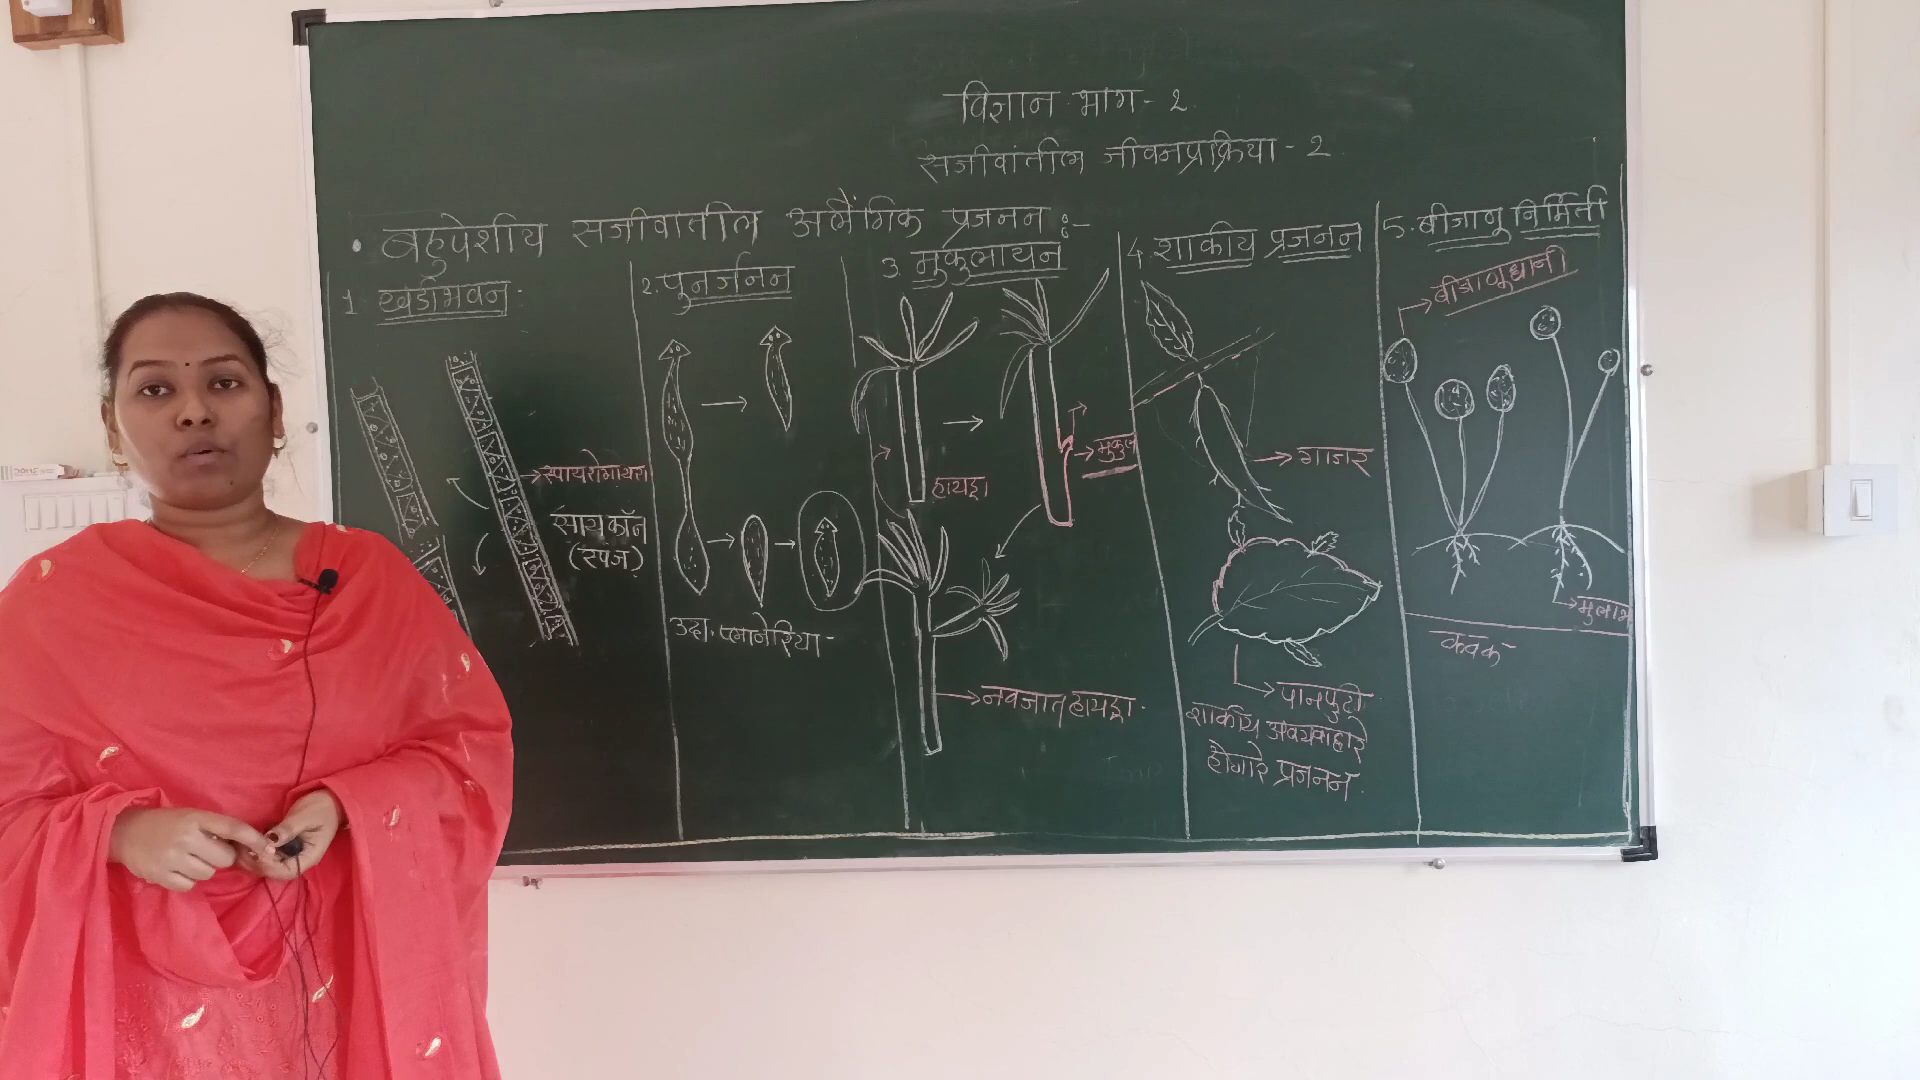 विज्ञान भाग - २
सजीवांतील जीवनप्रक्रिया - 2
• बहुपेशीय सजीवातील अलैंगिक प्रजनन :-
1 खंडीभवन
२. पुनर्जनन
3. मुकुलायन
4. शाकीय प्रजनन
5. बीजाणू निर्मिती
बीजाणूधानी
स्पायरोगायरा
सायकॉन
(स्पंज)
उदा. प्लानेरिया -
हायड्रा
मुकुल
नवजात हायड्रा.
गाजर
पानफुटी
शाकीय अवयवाद्वारे
होणारे प्रजनन
मुलाभ
कवक